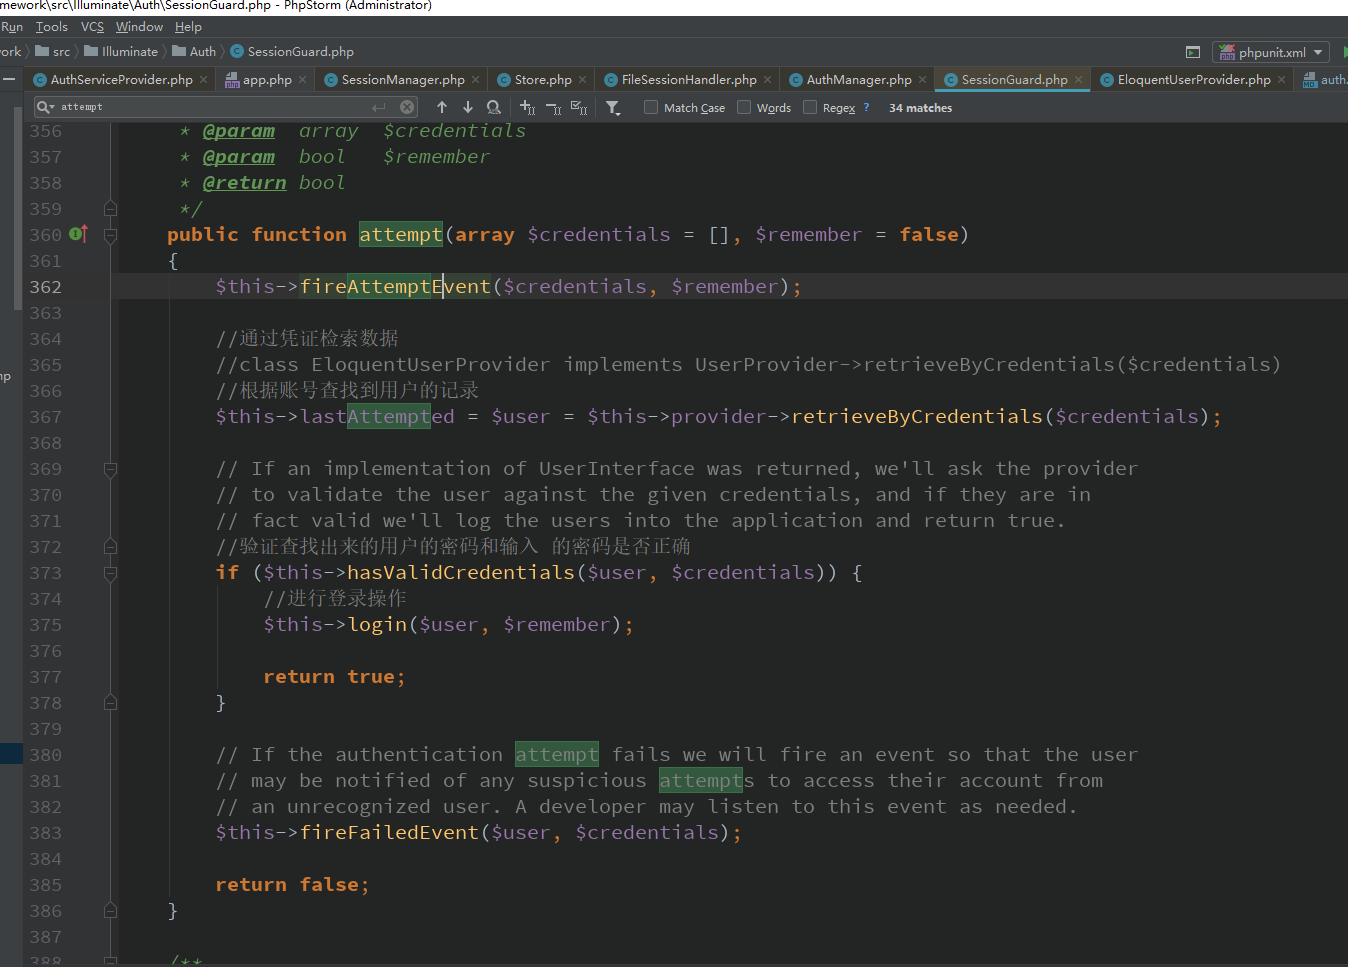 mework\src\Illuminate\Auth\SessionGuard.php - PhpStorm (Administrator)
Run Tools VCS Window Help
ork src Illuminate Auth SessionGuard.php phpunit.xml
AuthServiceProvider.php app.php SessionManager.php Store.php FileSessionHandler.php AuthManager.php SessionGuard.php EloquentUserProvider.php auth.
attempt Match Case Words Regex ? 34 matches
356 * @param array $credentials
357 * @param bool $remember
358 * @return bool
359 */
360 public function attempt(array $credentials = [], $remember = false)
361 {
362 $this->fireAttemptEvent($credentials, $remember);
363
364 //通过凭证检索数据
365 //class EloquentUserProvider implements UserProvider->retrieveByCredentials($credentials)
366 //根据账号查找到用户的记录
367 $this->lastAttempted = $user = $this->provider->retrieveByCredentials($credentials);
368
369 // If an implementation of UserInterface was returned, we'll ask the provider
370 // to validate the user against the given credentials, and if they are in
371 // fact valid we'll log the users into the application and return true.
372 //验证查找出来的用户的密码和输入 的密码是否正确
373 if ($this->hasValidCredentials($user, $credentials)) {
374 //进行登录操作
375 $this->login($user, $remember);
376
377 return true;
378 }
379
380 // If the authentication attempt fails we will fire an event so that the user
381 // may be notified of any suspicious attempts to access their account from
382 // an unrecognized user. A developer may listen to this event as needed.
383 $this->fireFailedEvent($user, $credentials);
384
385 return false;
386 }
387
388 /**